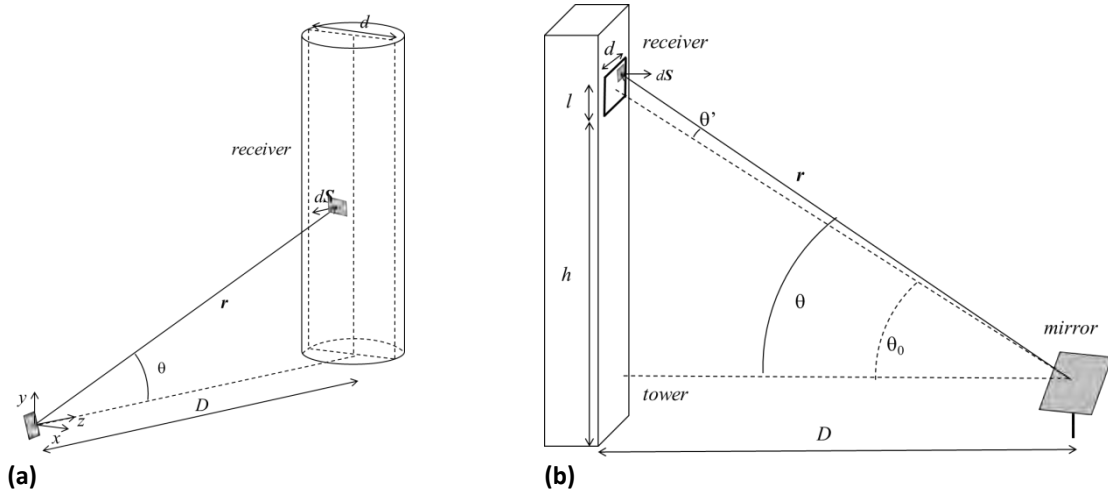 d
receiver
dS
r
θ
y
z
x
D
(a)
receiver
d
dS
l
θ'
r
h
θ
θ0
mirror
tower
D
(b)